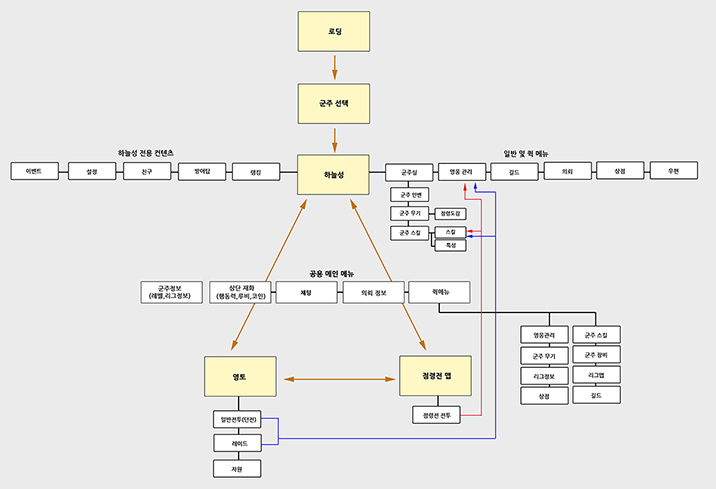 로딩
군주 선택
하늘성 전용 컨텐츠
일반 및 퀵 메뉴
이벤트
설정
친구
방어탑
랭킹
하늘성
군주실
영웅 관리
길드
의뢰
상점
우편
군주 인벤
군주 무기
정령도감
군주 스킬
스킬
특성
공용 메인 메뉴
군주정보
(레벨,리그정보)
상단 재화
(행동력,루비,코인)
채팅
의뢰 정보
퀵메뉴
영웅관리
군주 스킬
군주 무기
군주 장비
리그정보
리그맵
상점
길드
영토
점령전 맵
일반전투(던전)
점령전 전투
레이드
자원